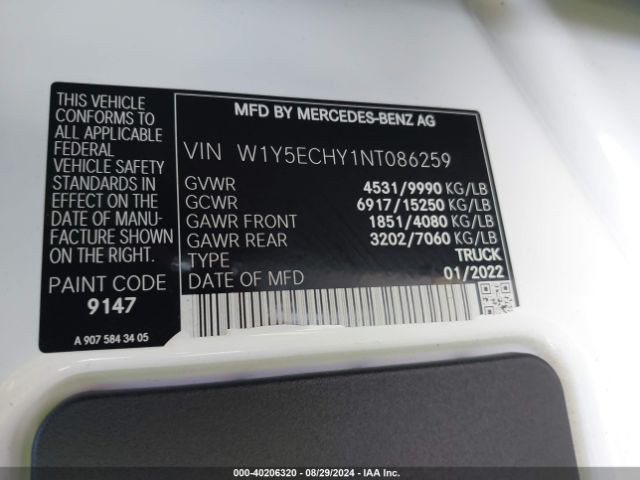 THIS VEHICLE
CONFORMS TO
ALL APPLICABLE
FEDERAL
VEHICLE SAFETY
STANDARDS IN
EFFECT ON THE
DATE OF MANU-
FACTURE SHOWN
ON THE RIGHT.
PAINT CODE
9147
A 907 584 34 05
MFD BY MERCEDES-BENZ AG
VIN W1Y5ECHY1NT086259
GVWR 4531/9990 KG/LB
GCWR 6917/15250 KG/LB
GAWR FRONT 1851/4080 KG/LB
GAWR REAR 3202/7060 KG/LB
TYPE TRUCK
DATE OF MFD 01/2022
000-40206320 - 08/29/2024 - IAA Inc.